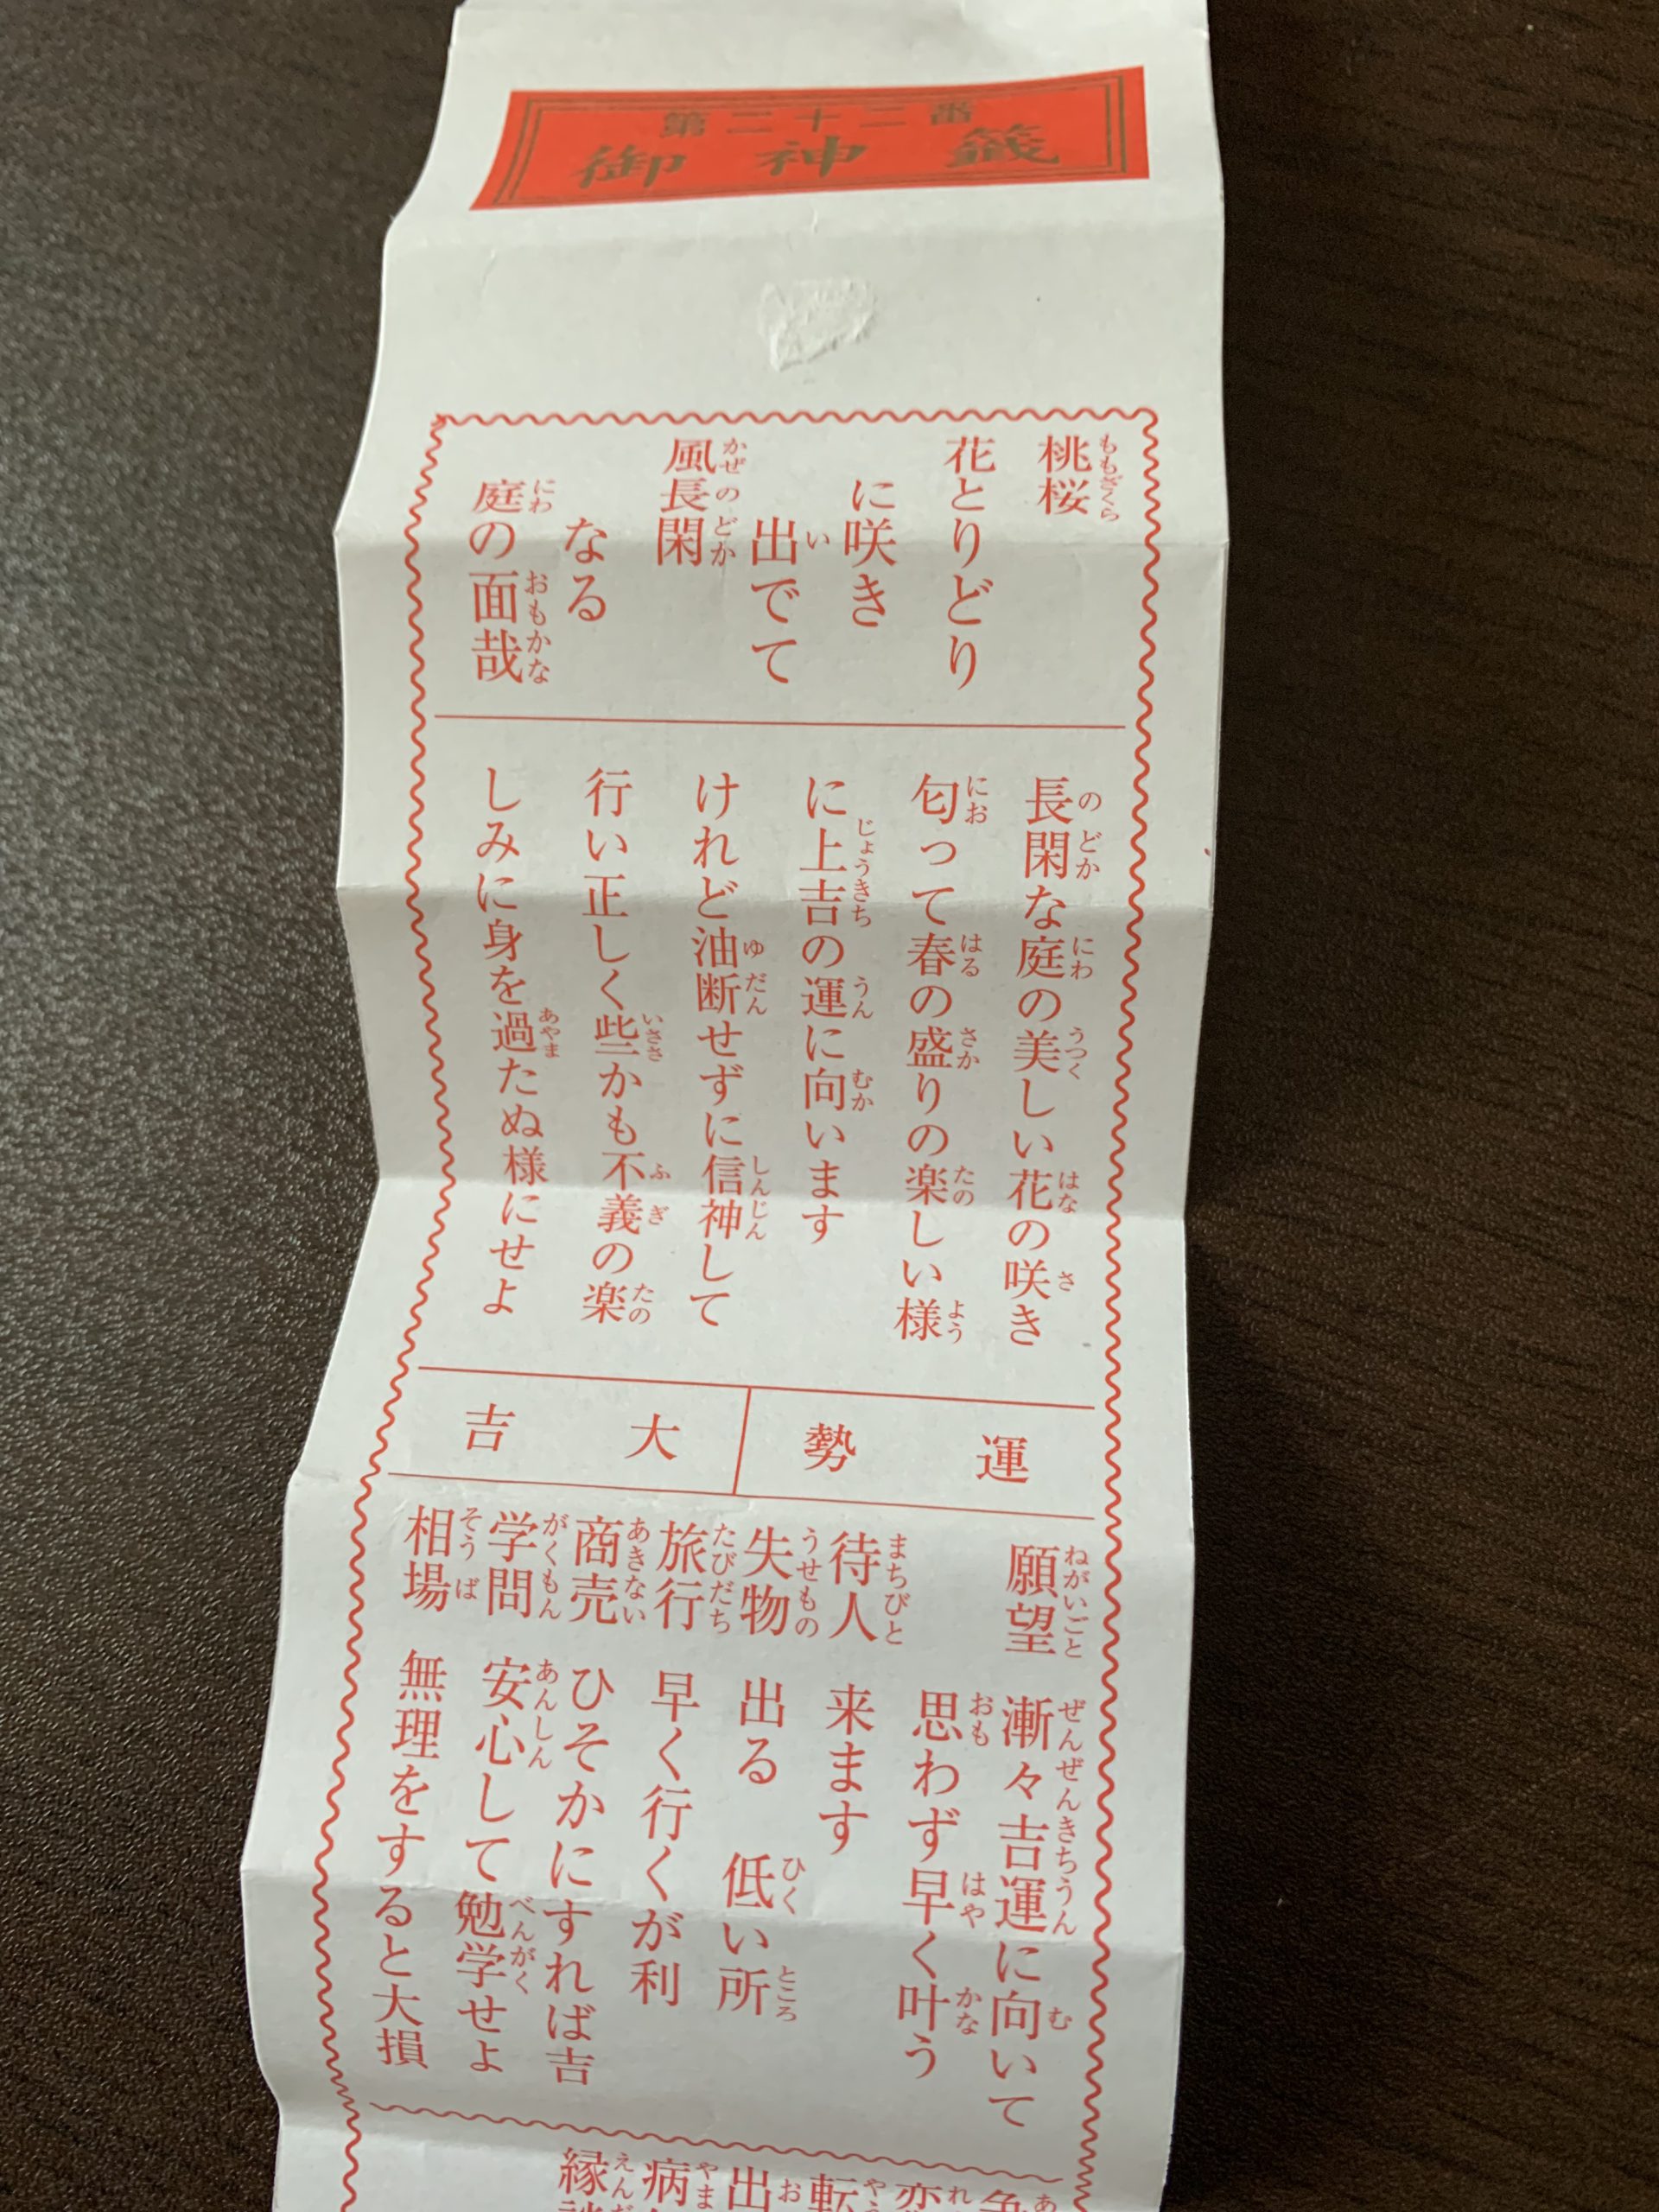 第二十二番
御神籤
桃桜
花とりどり
に咲き
出でて
風長閑
なる
庭の面哉
長閑な庭の美しい花の咲き
匂って春の盛りの楽しい様
に上吉の運に向います
けれど油断せずに信神して
行い正しく些かも不義の楽
しみに身を過たぬ様にせよ
運勢
大吉
願望 漸々吉運に向いて
思わず早く叶う
待人 来ます
失物 出る 低い所
旅行 早く行くが利
商売 ひそかにすれば吉
学問 安心して勉学せよ
相場 無理をすると大損
争
恋
転
出
病
縁